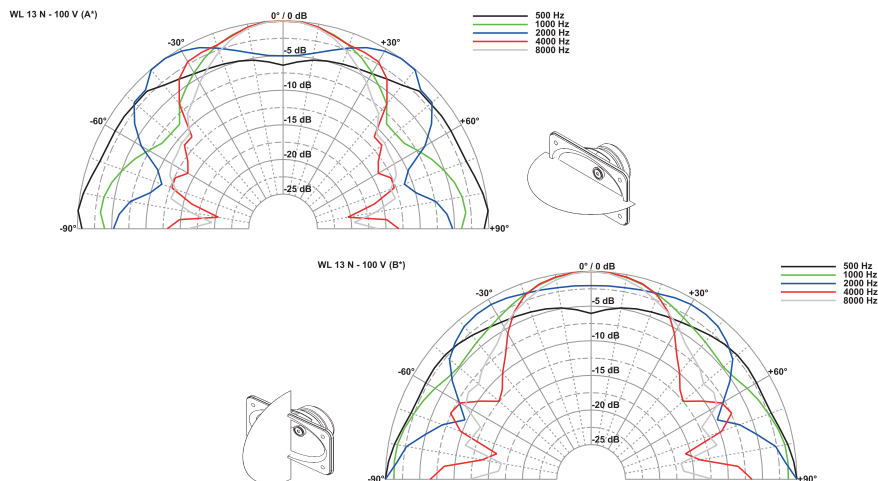 WL 13 N - 100 V (A*)
0° / 0 dB
500 Hz
1000 Hz
2000 Hz
4000 Hz
8000 Hz
-30°
+30°
-5 dB
-10 dB
-15 dB
-60°
+60°
-20 dB
-25 dB
-90°
+90°
WL 13 N - 100 V (B*)
0° / 0 dB
500 Hz
1000 Hz
2000 Hz
4000 Hz
8000 Hz
-30°
+30°
-5 dB
-10 dB
-15 dB
-60°
+60°
-20 dB
-25 dB
-90°
+90°